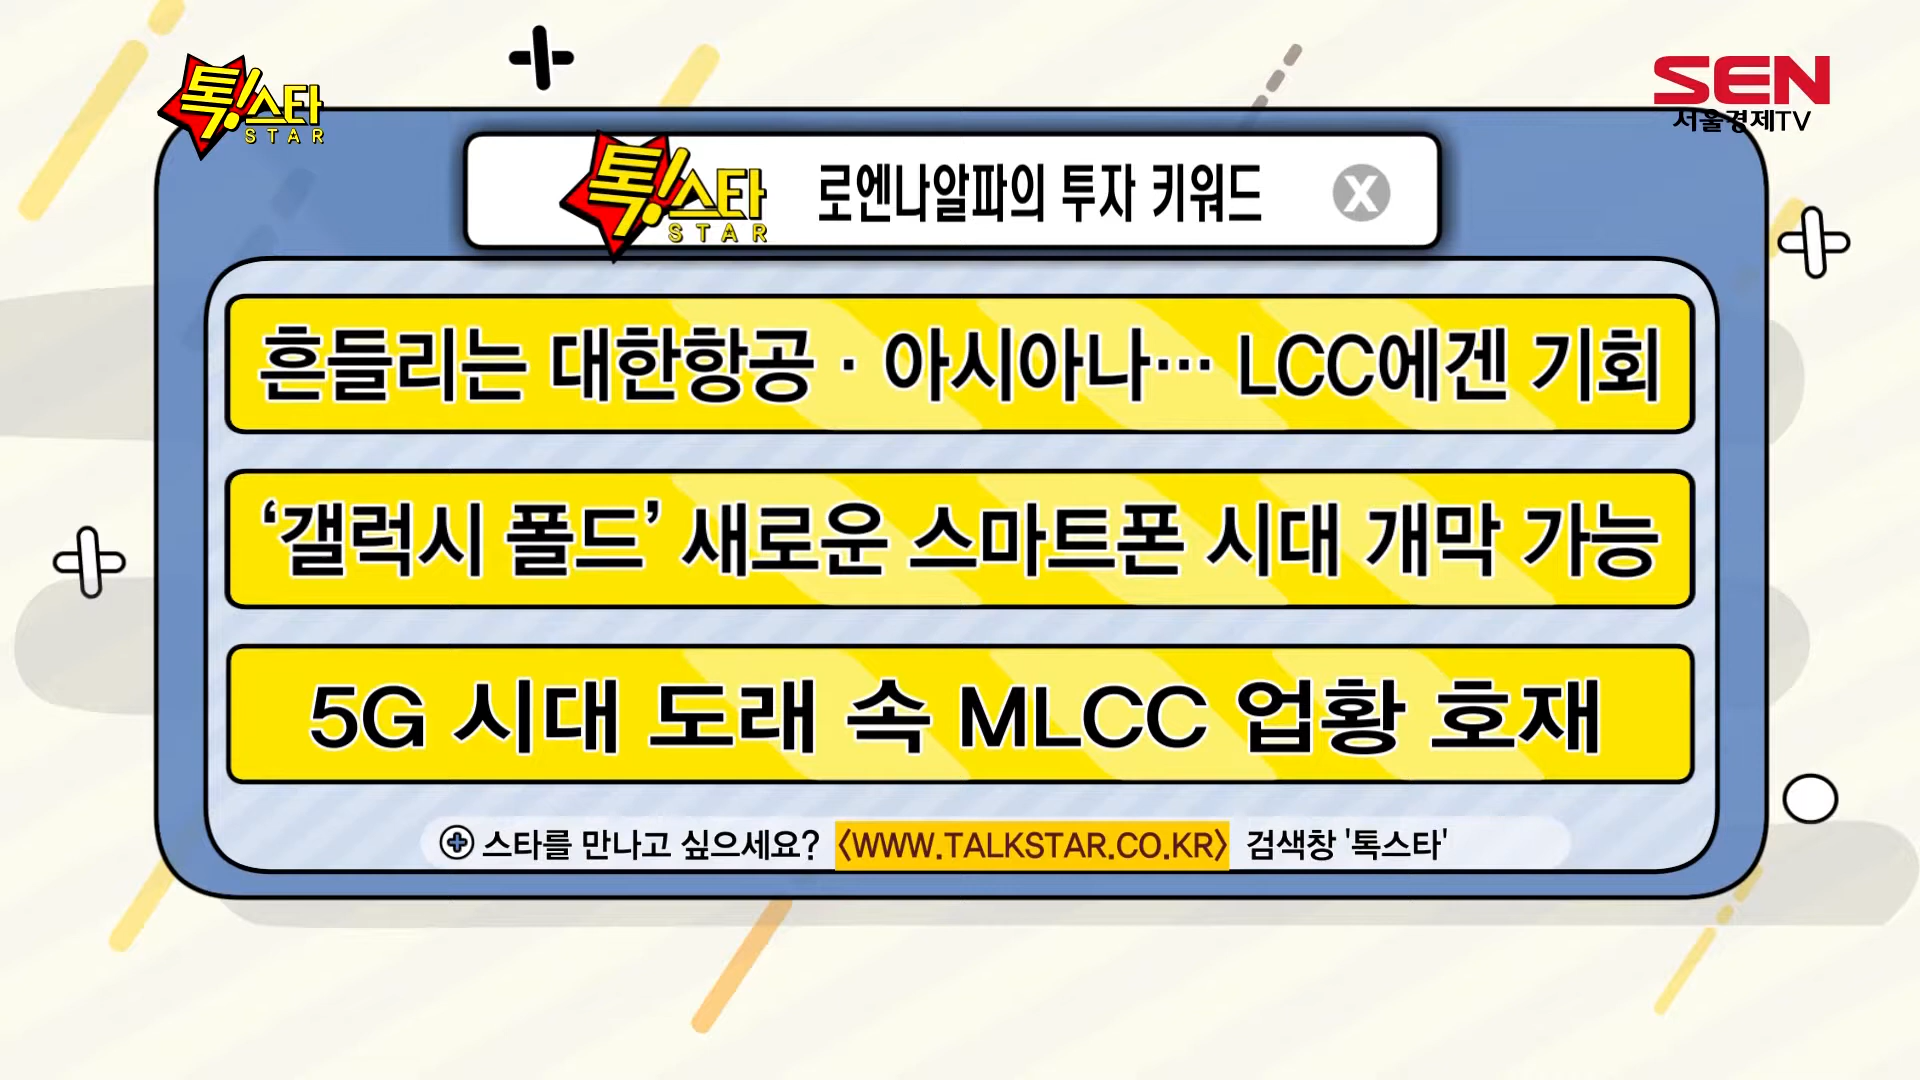 톡!스타
STAR
SEN
서울경제TV
톡!스타
STAR
로엔나알파의 투자 키워드
X
흔들리는 대한항공 · 아시아나… LCC에겐 기회
‘갤럭시 폴드’ 새로운 스마트폰 시대 개막 가능
5G 시대 도래 속 MLCC 업황 호재
스타를 만나고 싶으세요? <WWW.TALKSTAR.CO.KR> 검색창 '톡스타'